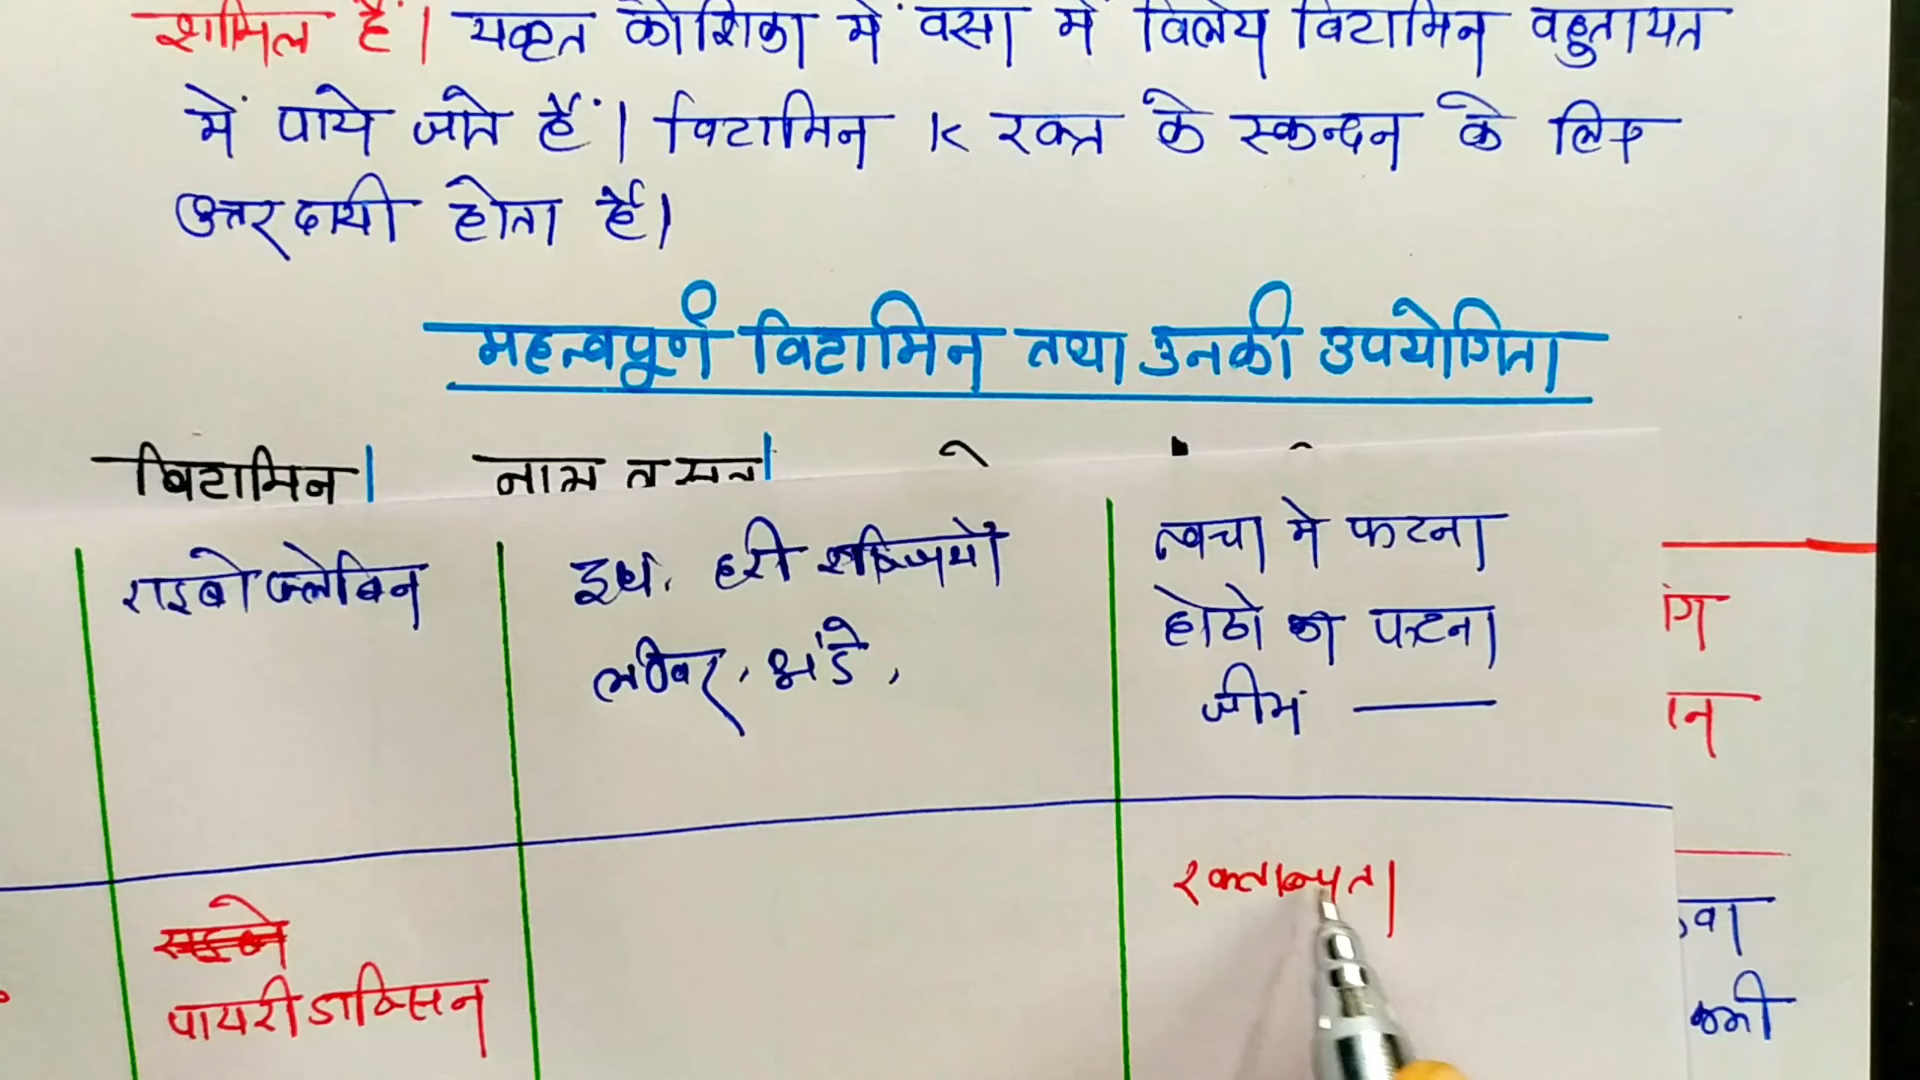 शामिल हैं। यकृत कोशिका में वसा में विलेय विटामिन बहुतायत
में पाये जाते हैं। विटामिन K रक्त के स्कन्दन के लिए
उत्तरदायी होता है।
महत्वपूर्ण विटामिन तथा उनकी उपयोगिता
विटामिन
राइबोफ्लेबिन
दूध, हरी सब्जियों
लीवर, अंडे,
त्वचा में फटना
होठो का फटना
जीभ —
पायरीडाक्सिन
रक्ताल्पता